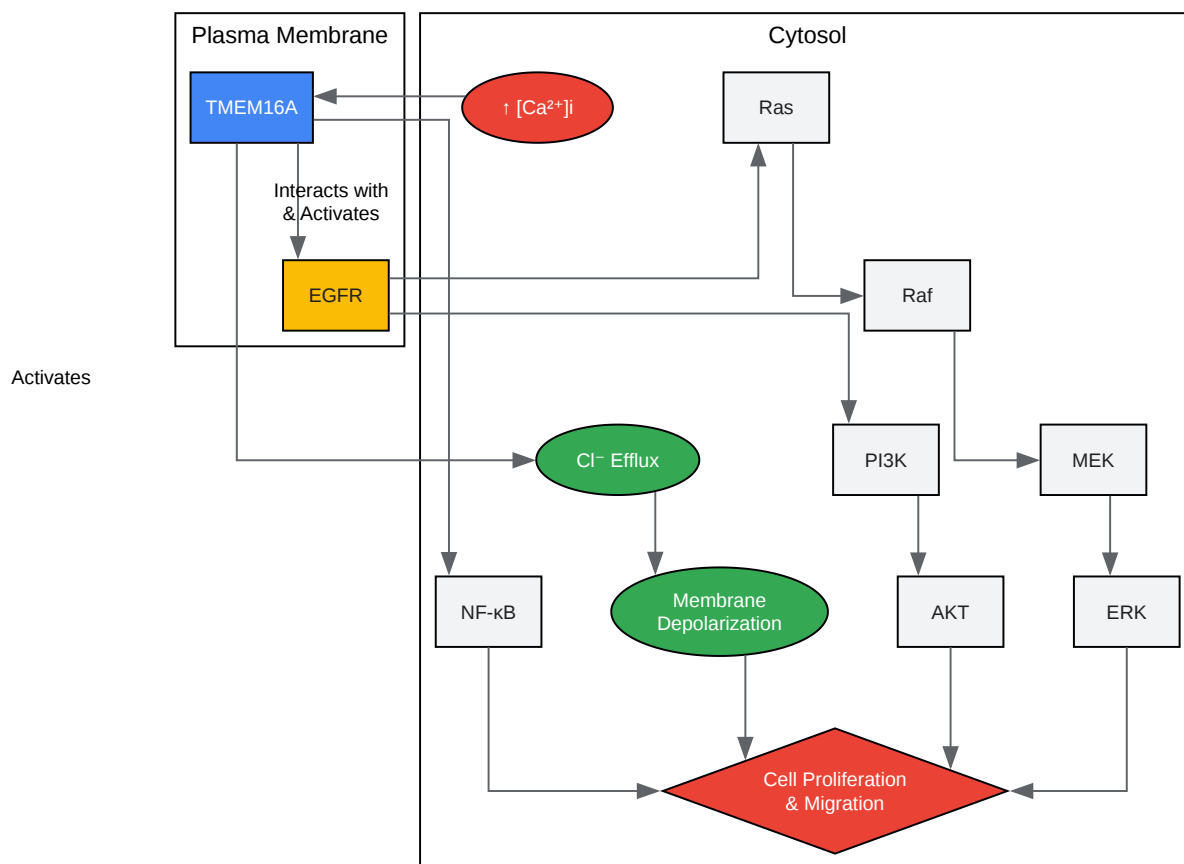 Plasma Membrane
Cytosol
TMEM16A
↑ [Ca²⁺]i
Ras
Interacts with
& Activates
EGFR
Raf
Activates
Cl⁻ Efflux
PI3K
MEK
NF-κB
Membrane
Depolarization
AKT
ERK
Cell Proliferation
& Migration